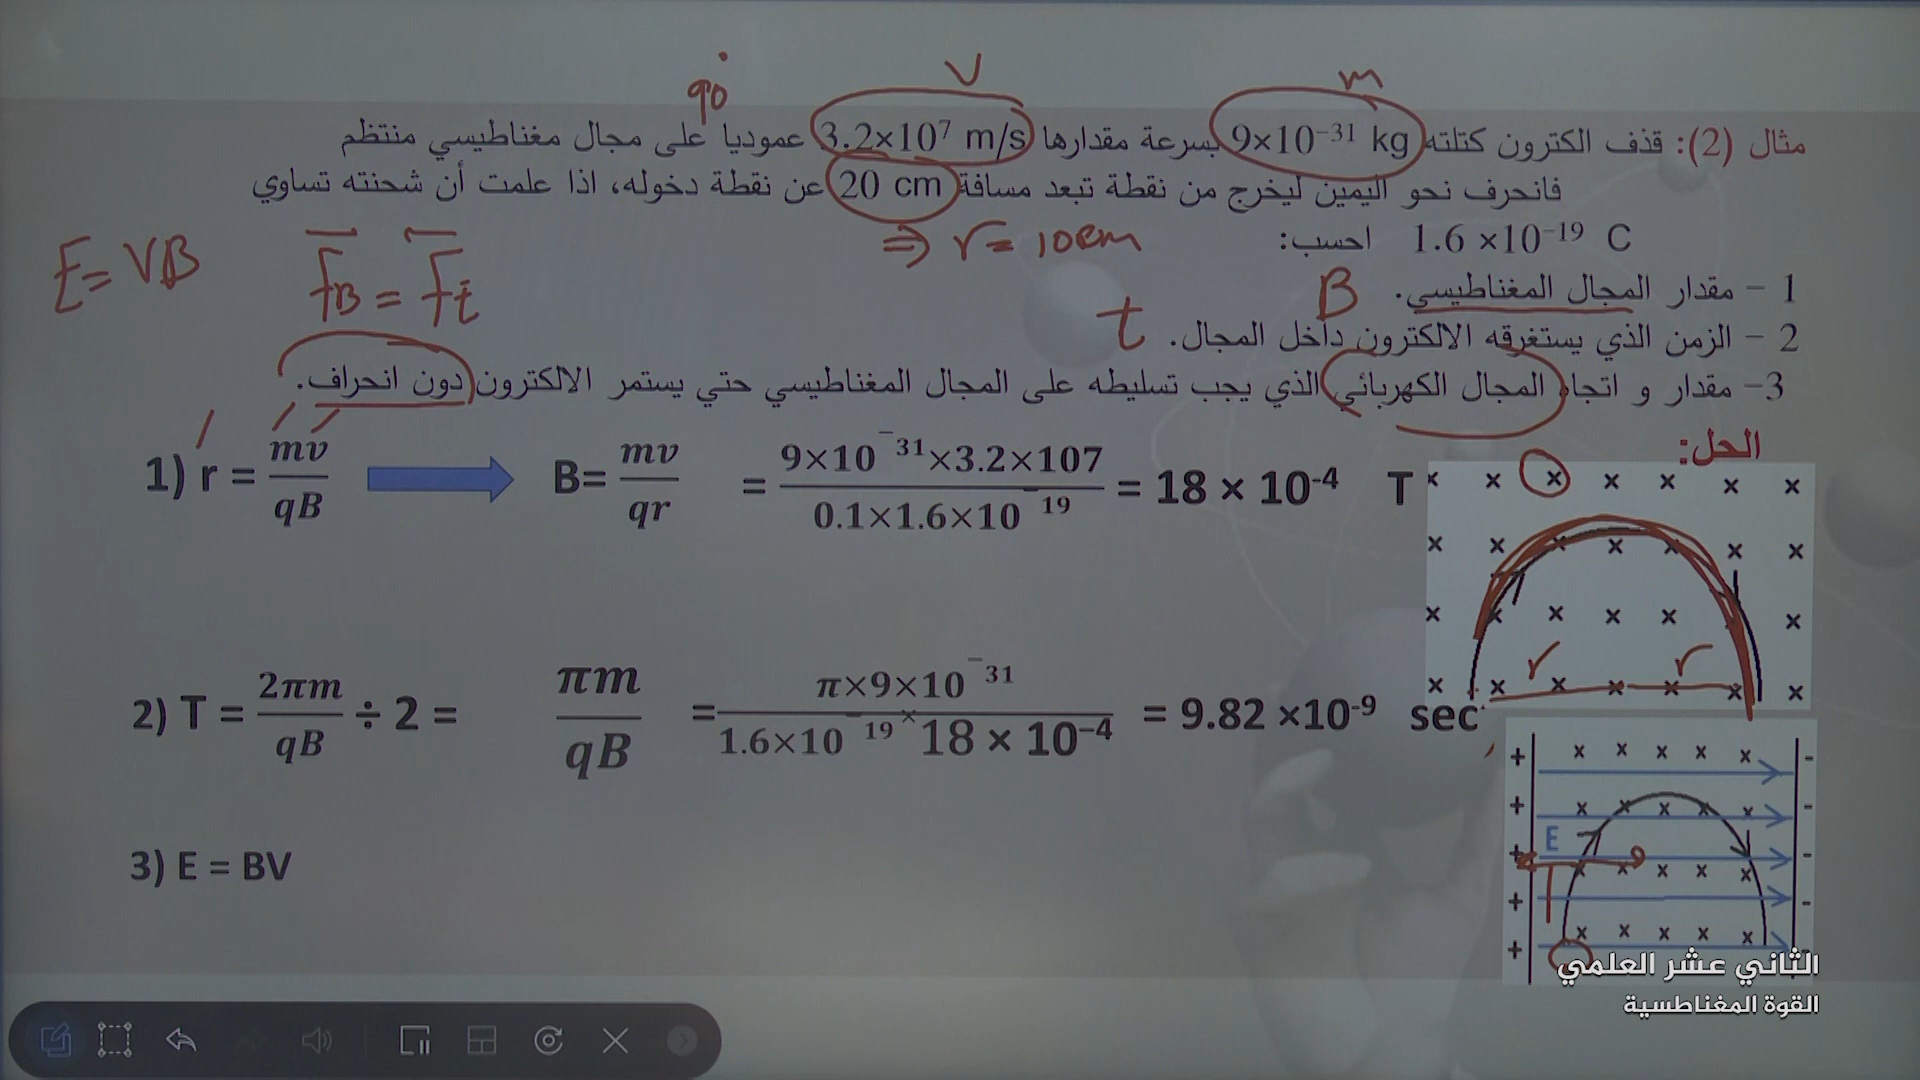 90° V m
مثال (2): قذف الكترون كتلته 9×10⁻³¹ kg بسرعة مقدارها 3.2×10⁷ m/s عموديا على مجال مغناطيسي منتظم
فانحرف نحو اليمين ليخرج من نقطة تبعد مسافة 20 cm عن نقطة دخوله، اذا علمت أن شحنته تساوي
1.6 ×10⁻¹⁹ C احسب:
⇒ r = 10cm
E = VB
F_B = F_E
1 – مقدار المجال المغناطيسي. B
2 – الزمن الذي يستغرقه الالكترون داخل المجال. t
3– مقدار و اتجاه المجال الكهربائي الذي يجب تسليطه على المجال المغناطيسي حتي يستمر الالكترون دون انحراف.
الحل:
1) r = mv/qB B= mv/qr = 9×10⁻³¹×3.2×107 / 0.1×1.6×10⁻¹⁹ = 18 × 10⁻⁴ T
× × × × × × ×
× × × × × × ×
× × × × × ×
r r
× × × × × × ×
2) T = 2πm/qB ÷ 2 = πm/qB = π×9×10⁻³¹ / 1.6×10⁻¹⁹ × 18 × 10⁻⁴ = 9.82 ×10⁻⁹ sec
+ × × × × × -
+ × × × × × -
E
+ × × × × × -
+ -
+ × × × × × -
3) E = BV
الثاني عشر العلمي
القوة المغناطسية